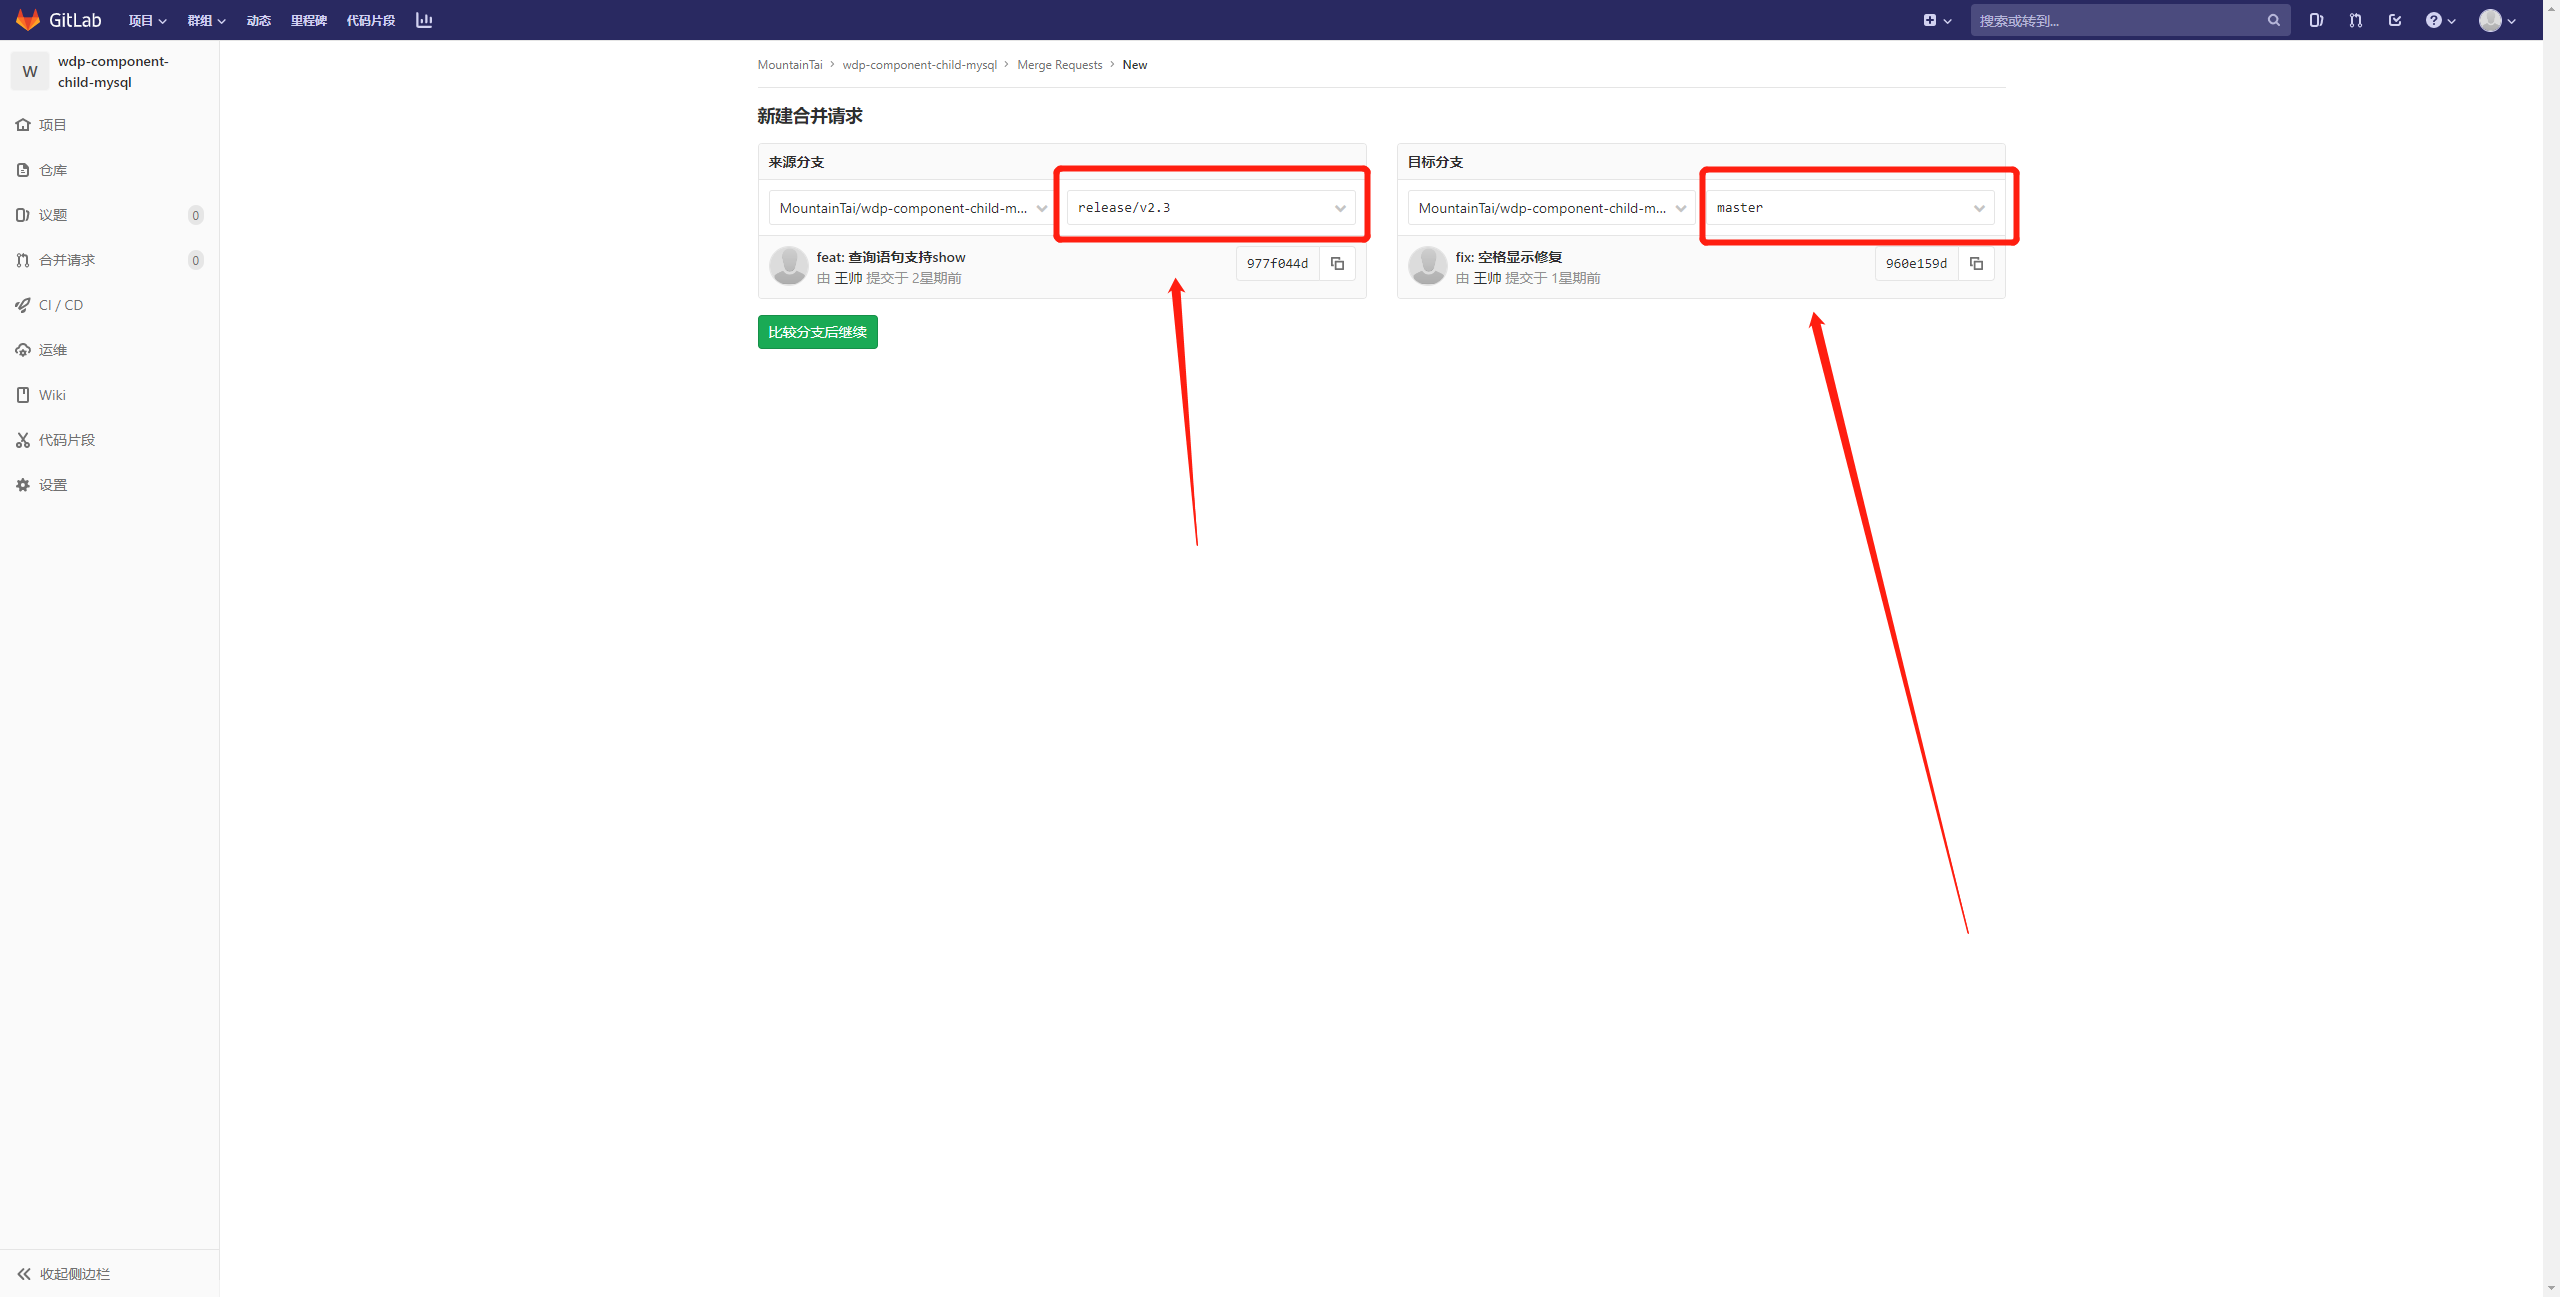 GitLab 项目 群组 动态 里程碑 代码片段 搜索或转到...
W wdp-component-
child-mysql
项目
仓库
议题 0
合并请求 0
CI / CD
运维
Wiki
代码片段
设置
收起侧边栏
MountainTai › wdp-component-child-mysql › Merge Requests › New
新建合并请求
来源分支
MountainTai/wdp-component-child-m... release/v2.3
feat: 查询语句支持show
由 王帅 提交于 2星期前
977f044d
目标分支
MountainTai/wdp-component-child-m... master
fix: 空格显示修复
由 王帅 提交于 1星期前
960e159d
比较分支后继续